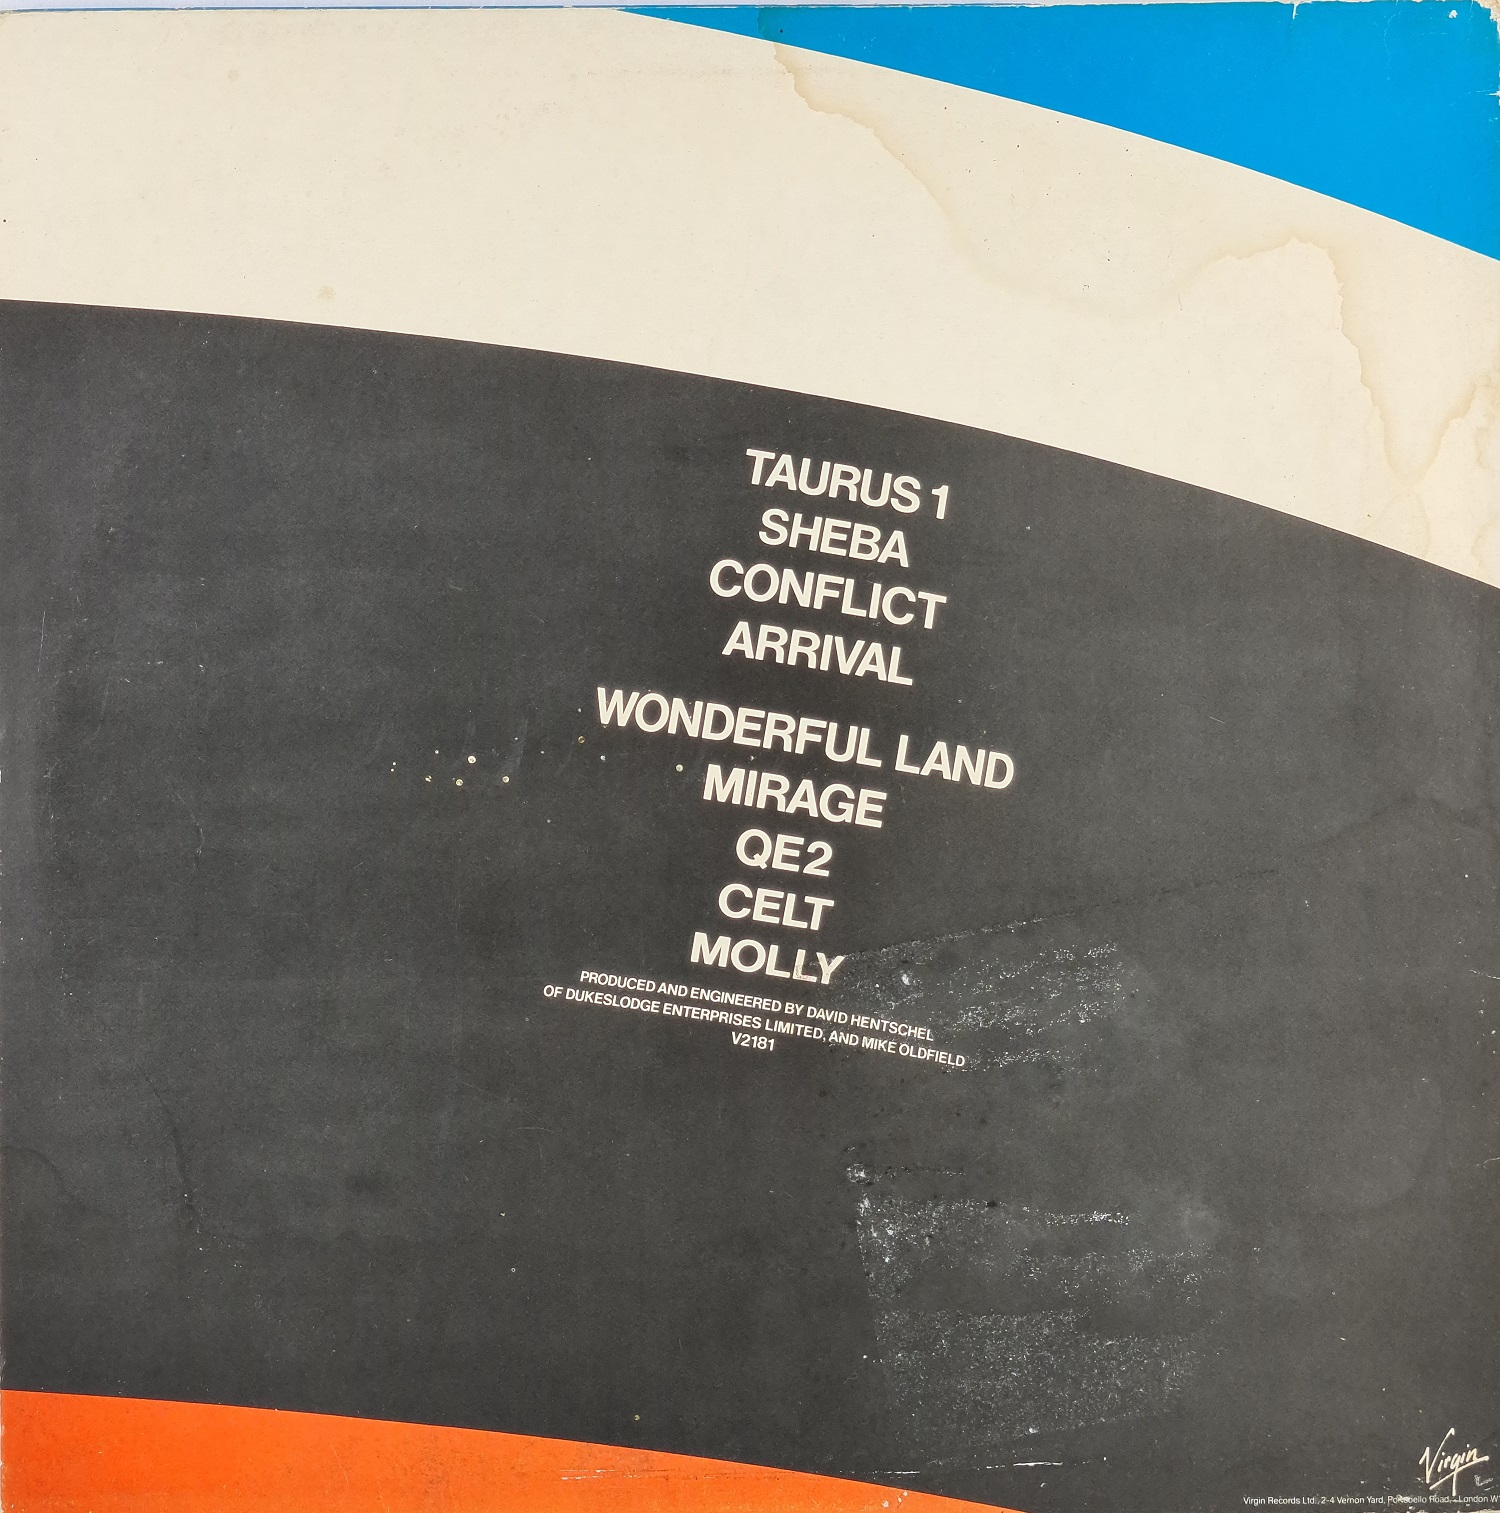 TAURUS 1
SHEBA
CONFLICT
ARRIVAL
WONDERFUL LAND
MIRAGE
QE2
CELT
MOLLY
PRODUCED AND ENGINEERED BY DAVID HENTSCHEL
OF DUKESLODGE ENTERPRISES LIMITED, AND MIKE OLDFIELD
V2181
Virgin
Virgin Records Ltd., 2-4 Vernon Yard, Portobello Road, London W